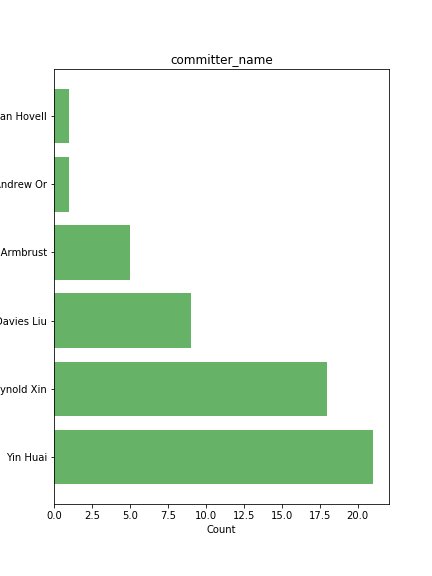 committer_name
an Hovell
Andrew Or
Armbrust
Davies Liu
ynold Xin
Yin Huai
0.0 2.5 5.0 7.5 10.0 12.5 15.0 17.5 20.0
Count